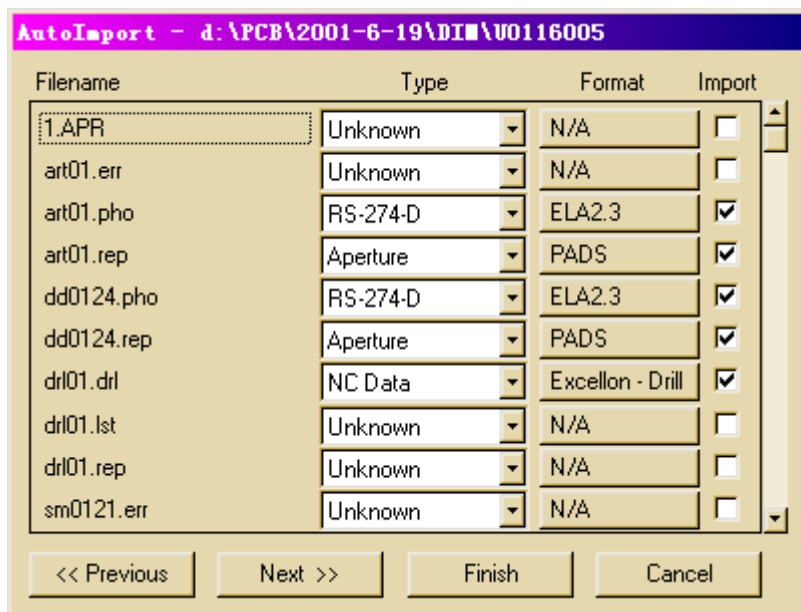 AutoImport - d:\PCB\2001-6-19\DIM\U0116005
Filename Type Format Import
1.APR Unknown N/A
art01.err Unknown N/A
art01.pho RS-274-D ELA2.3
art01.rep Aperture PADS
dd0124.pho RS-274-D ELA2.3
dd0124.rep Aperture PADS
drl01.drl NC Data Excellon - Drill
drl01.lst Unknown N/A
drl01.rep Unknown N/A
sm0121.err Unknown N/A
<< Previous Next >> Finish Cancel